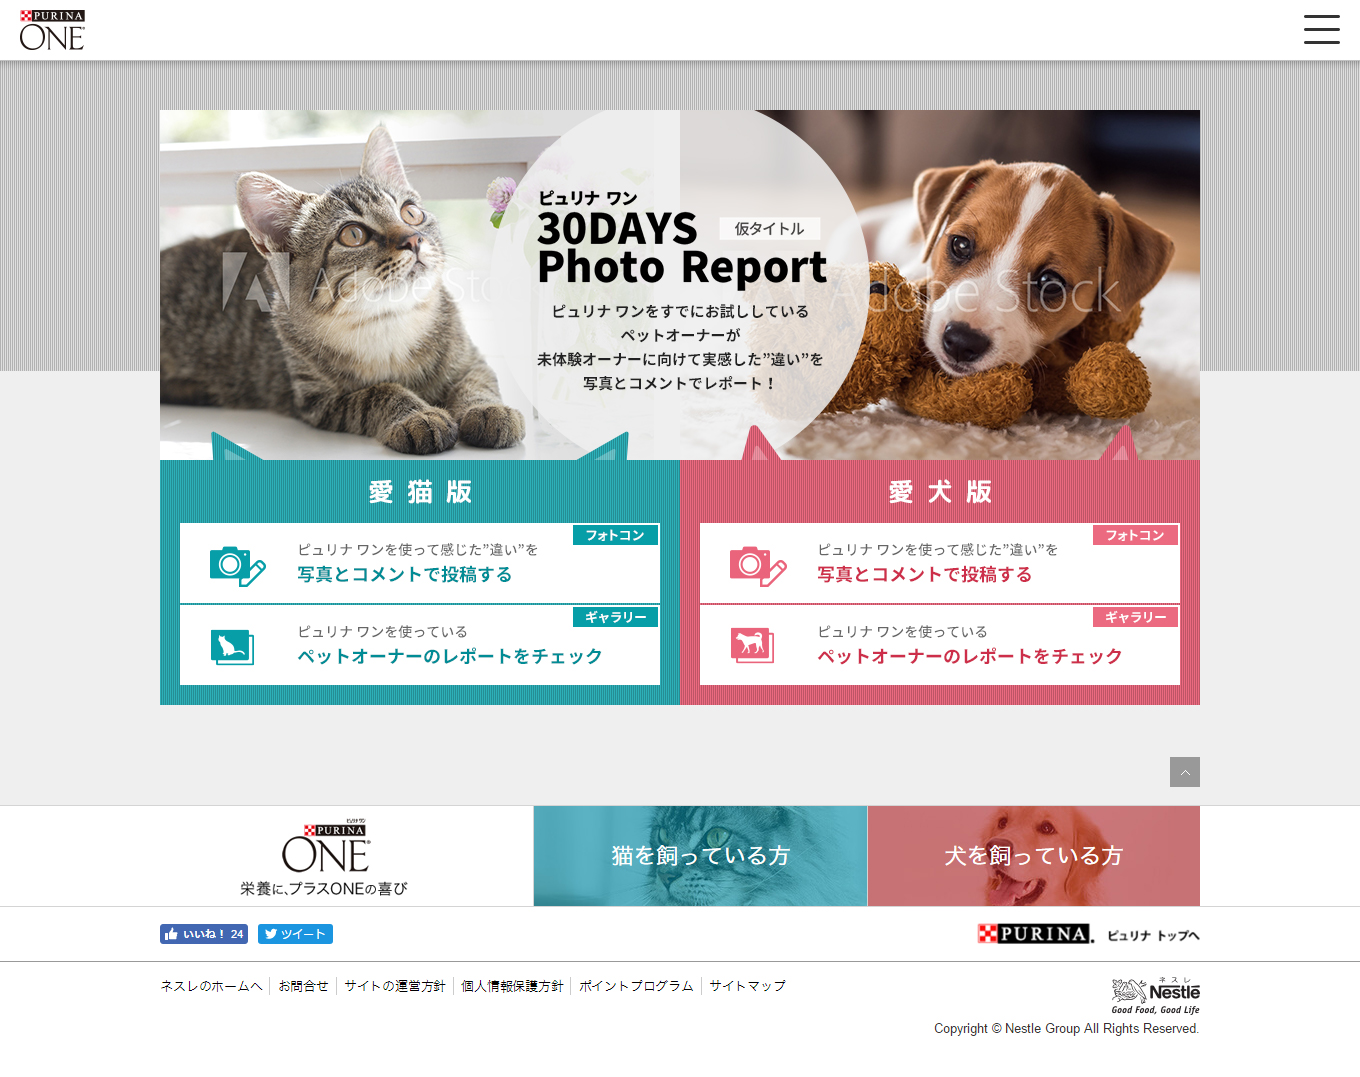 PURINA
ONE
ピュリナ ワン
30DAYS
仮タイトル
Photo Report
ピュリナ ワンをすでにお試ししている
ペットオーナーが
未体験オーナーに向けて実感した”違い”を
写真とコメントでレポート！
Adobe Stock
Adobe Stock
愛猫版
フォトコン
ピュリナ ワンを使って感じた”違い”を
写真とコメントで投稿する
ギャラリー
ピュリナ ワンを使っている
ペットオーナーのレポートをチェック
愛犬版
フォトコン
ピュリナ ワンを使って感じた”違い”を
写真とコメントで投稿する
ギャラリー
ピュリナ ワンを使っている
ペットオーナーのレポートをチェック
ピュリナ ワン
PURINA
ONE
栄養に、プラスONEの喜び
猫を飼っている方
犬を飼っている方
いいね！ 24
ツイート
PURINA. ピュリナ トップへ
ネスレのホームへ お問合せ サイトの運営方針 個人情報保護方針 ポイントプログラム サイトマップ
ネスレ
Nestlé
Good Food, Good Life
Copyright © Nestle Group All Rights Reserved.